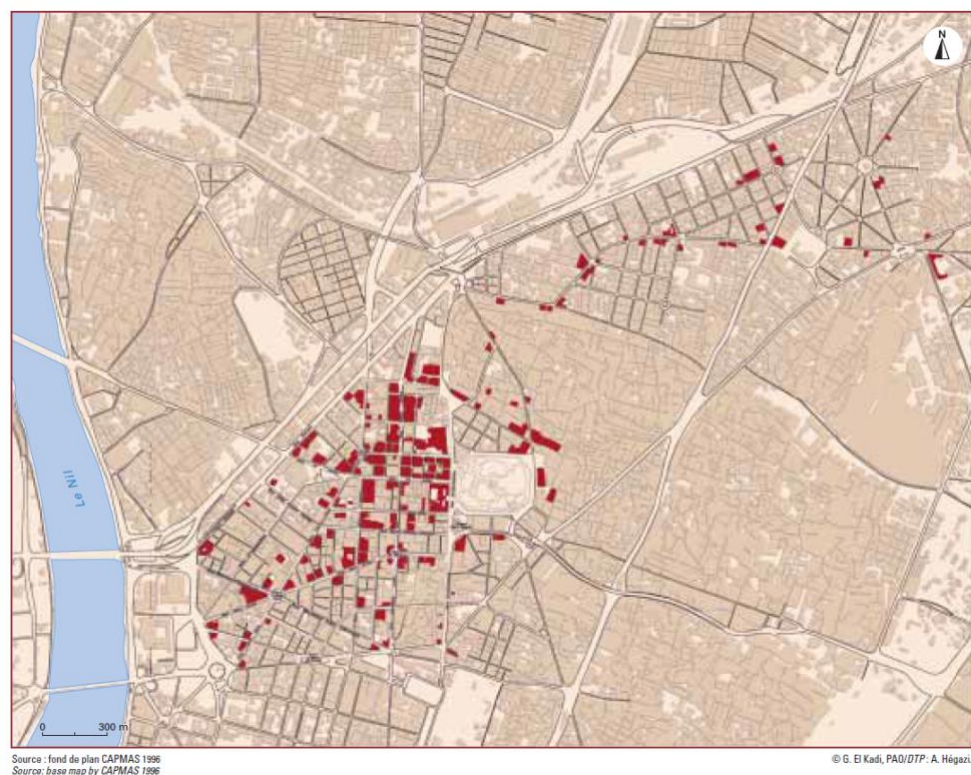 N
Le Nil
0 300 m
Source : fond de plan CAPMAS 1996
Source: base map by CAPMAS 1996
© G. El Kadi, PAO/DTP : A. Hégazi